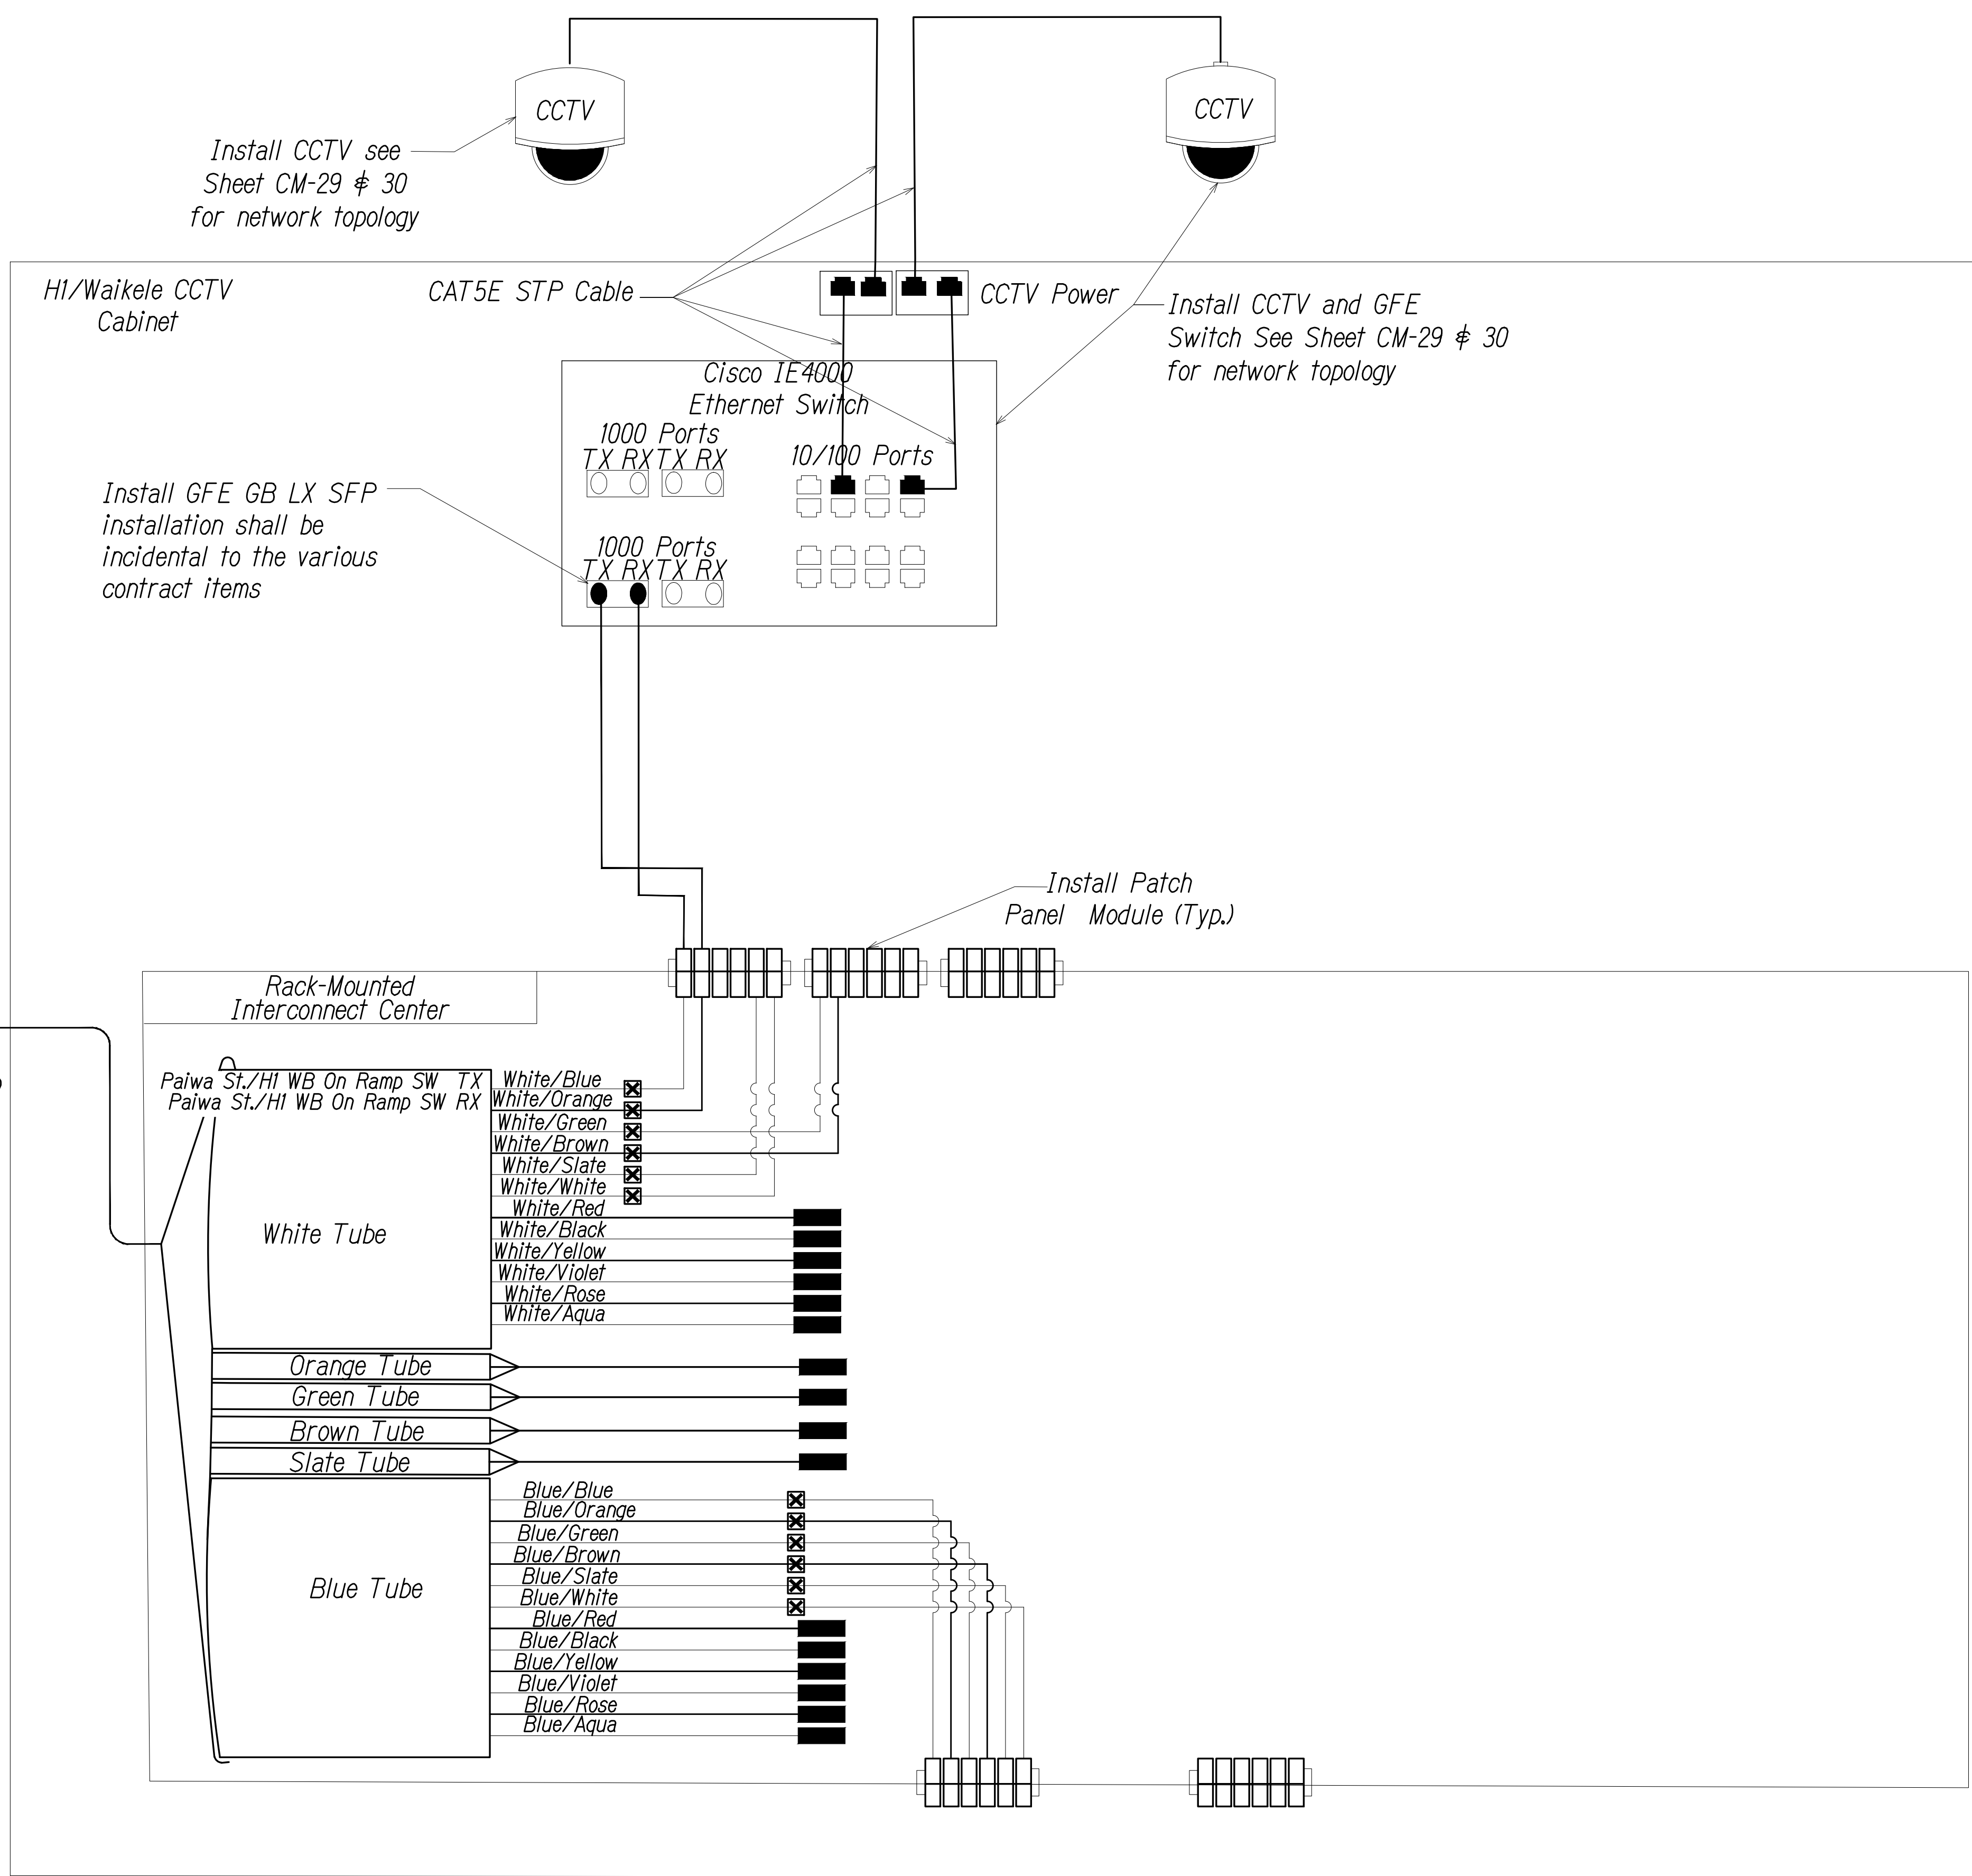 CCTV
CCTV
Install CCTV see
Sheet CM-29 & 30
for network topology
H1/Waikele CCTV
Cabinet
CAT5E STP Cable
CCTV Power
Install CCTV and GFE
Switch See Sheet CM-29 & 30
for network topology
Cisco IE4000
Ethernet Switch
1000 Ports
TX RX TX RX
10/100 Ports
Install GFE GB LX SFP
installation shall be
incidental to the various
contract items
1000 Ports
TX RX TX RX
Install Patch
Panel Module (Typ.)
Rack-Mounted
Interconnect Center
Paiwa St./H1 WB On Ramp SW TX
Paiwa St./H1 WB On Ramp SW RX
White/Blue
White/Orange
White/Green
White/Brown
White/Slate
White/White
White/Red
White/Black
White/Yellow
White/Violet
White/Rose
White/Aqua
White Tube
Orange Tube
Green Tube
Brown Tube
Slate Tube
Blue/Blue
Blue/Orange
Blue/Green
Blue/Brown
Blue/Slate
Blue/White
Blue/Red
Blue/Black
Blue/Yellow
Blue/Violet
Blue/Rose
Blue/Aqua
Blue Tube